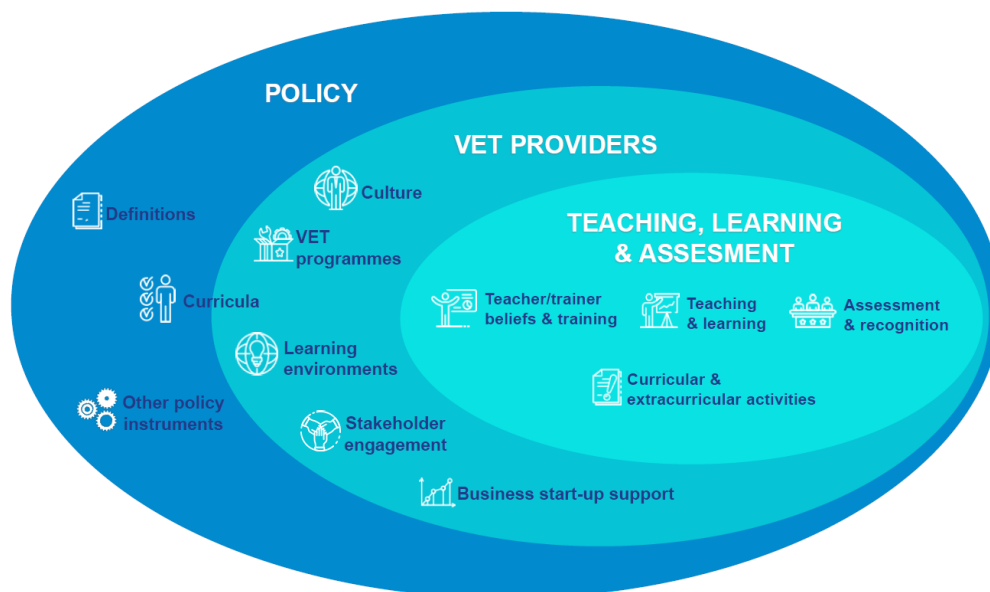 POLICY
VET PROVIDERS
Culture
Definitions
TEACHING, LEARNING
& ASSESMENT
VET
programmes
Curricula
Teacher/trainer
beliefs & training
Teaching
& learning
Assessment
& recognition
Learning
environments
Curricular &
extracurricular activities
Other policy
instruments
Stakeholder
engagement
Business start-up support